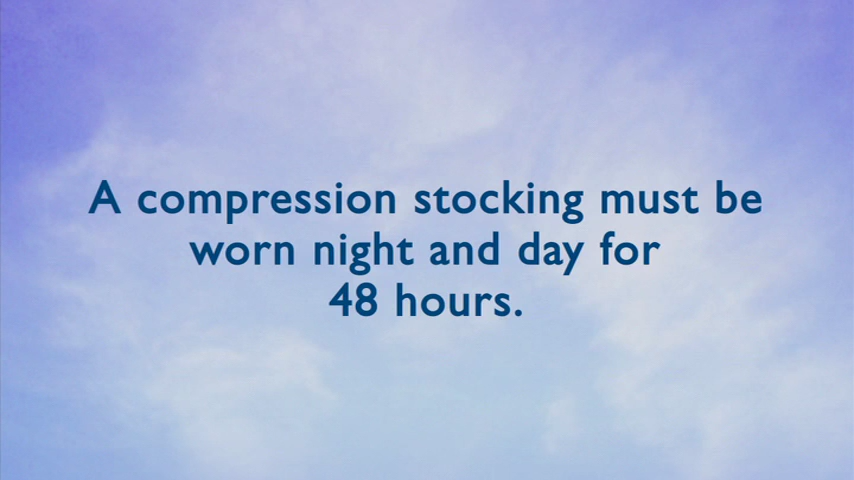 A compression stocking must be
worn night and day for
48 hours.